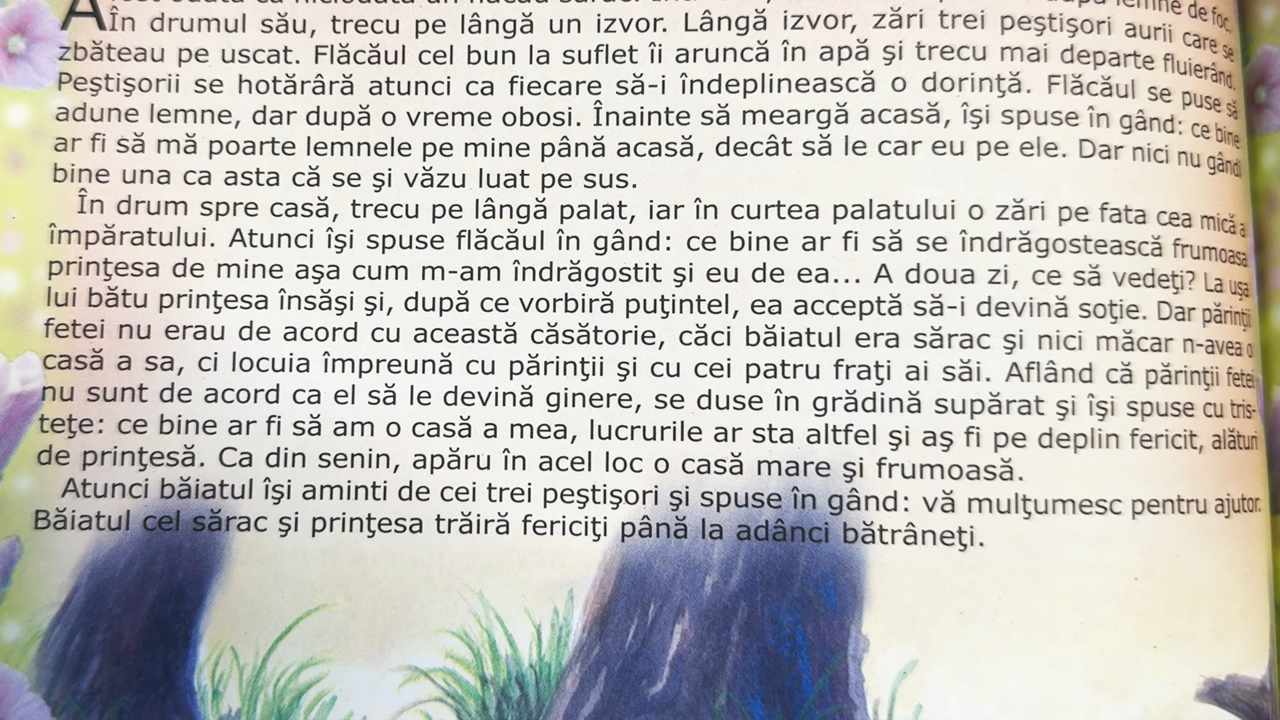 A
lemne de foc.
În drumul său, trecu pe lângă un izvor. Lângă izvor, zări trei peştişori aurii care se
zbăteau pe uscat. Flăcăul cel bun la suflet îi aruncă în apă şi trecu mai departe fluierând.
Peştişorii se hotărâră atunci ca fiecare să-i îndeplinească o dorinţă. Flăcăul se puse să
adune lemne, dar după o vreme obosi. Înainte să meargă acasă, îşi spuse în gând: ce bine
ar fi să mă poarte lemnele pe mine până acasă, decât să le car eu pe ele. Dar nici nu gândi
bine una ca asta că se şi văzu luat pe sus.
În drum spre casă, trecu pe lângă palat, iar în curtea palatului o zări pe fata cea mică a
împăratului. Atunci îşi spuse flăcăul în gând: ce bine ar fi să se îndrăgostească frumoasa
prinţesa de mine aşa cum m-am îndrăgostit şi eu de ea... A doua zi, ce să vedeţi? La uşa
lui bătu prinţesa însăşi şi, după ce vorbiră puţintel, ea acceptă să-i devină soţie. Dar părinţii
fetei nu erau de acord cu această căsătorie, căci băiatul era sărac şi nici măcar n-avea o
casă a sa, ci locuia împreună cu părinţii şi cu cei patru fraţi ai săi. Aflând că părinţii fetei
nu sunt de acord ca el să le devină ginere, se duse în grădină supărat şi îşi spuse cu tris-
teţe: ce bine ar fi să am o casă a mea, lucrurile ar sta altfel şi aş fi pe deplin fericit, alături
de prinţesă. Ca din senin, apăru în acel loc o casă mare şi frumoasă.
Atunci băiatul îşi aminti de cei trei peştişori şi spuse în gând: vă mulţumesc pentru ajutor.
Băiatul cel sărac şi prinţesa trăiră fericiţi până la adânci bătrâneţi.